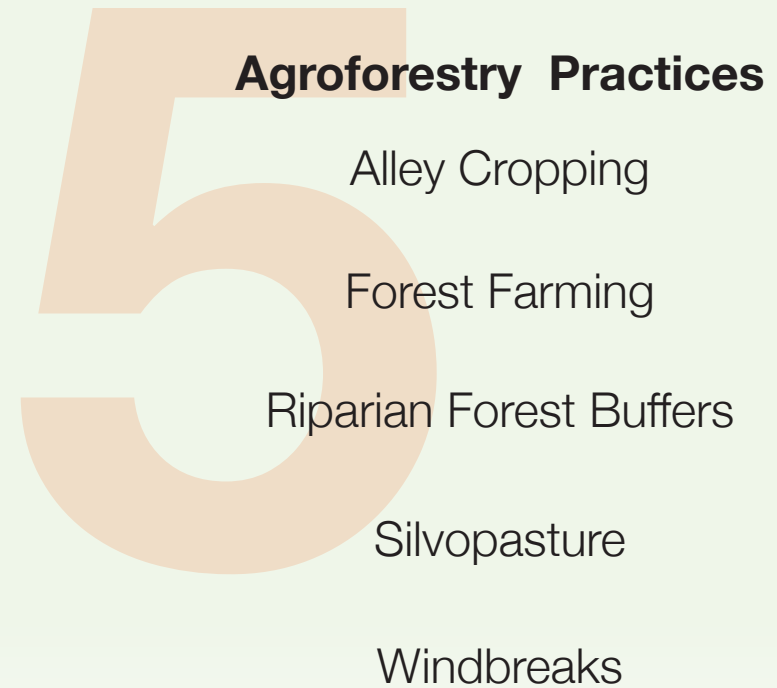 5
Agroforestry Practices
Alley Cropping
Forest Farming
Riparian Forest Buffers
Silvopasture
Windbreaks